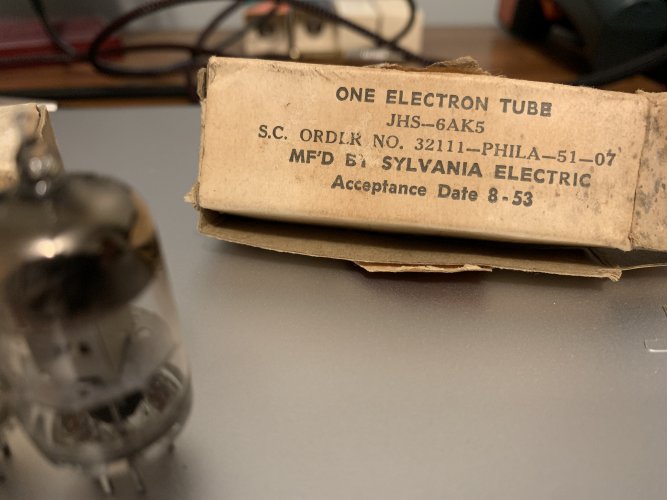 ONE ELECTRON TUBE
JHS—6AK5
S.C. ORDER NO. 32111—PHILA—51—07
MF'D BY SYLVANIA ELECTRIC
Acceptance Date 8-53